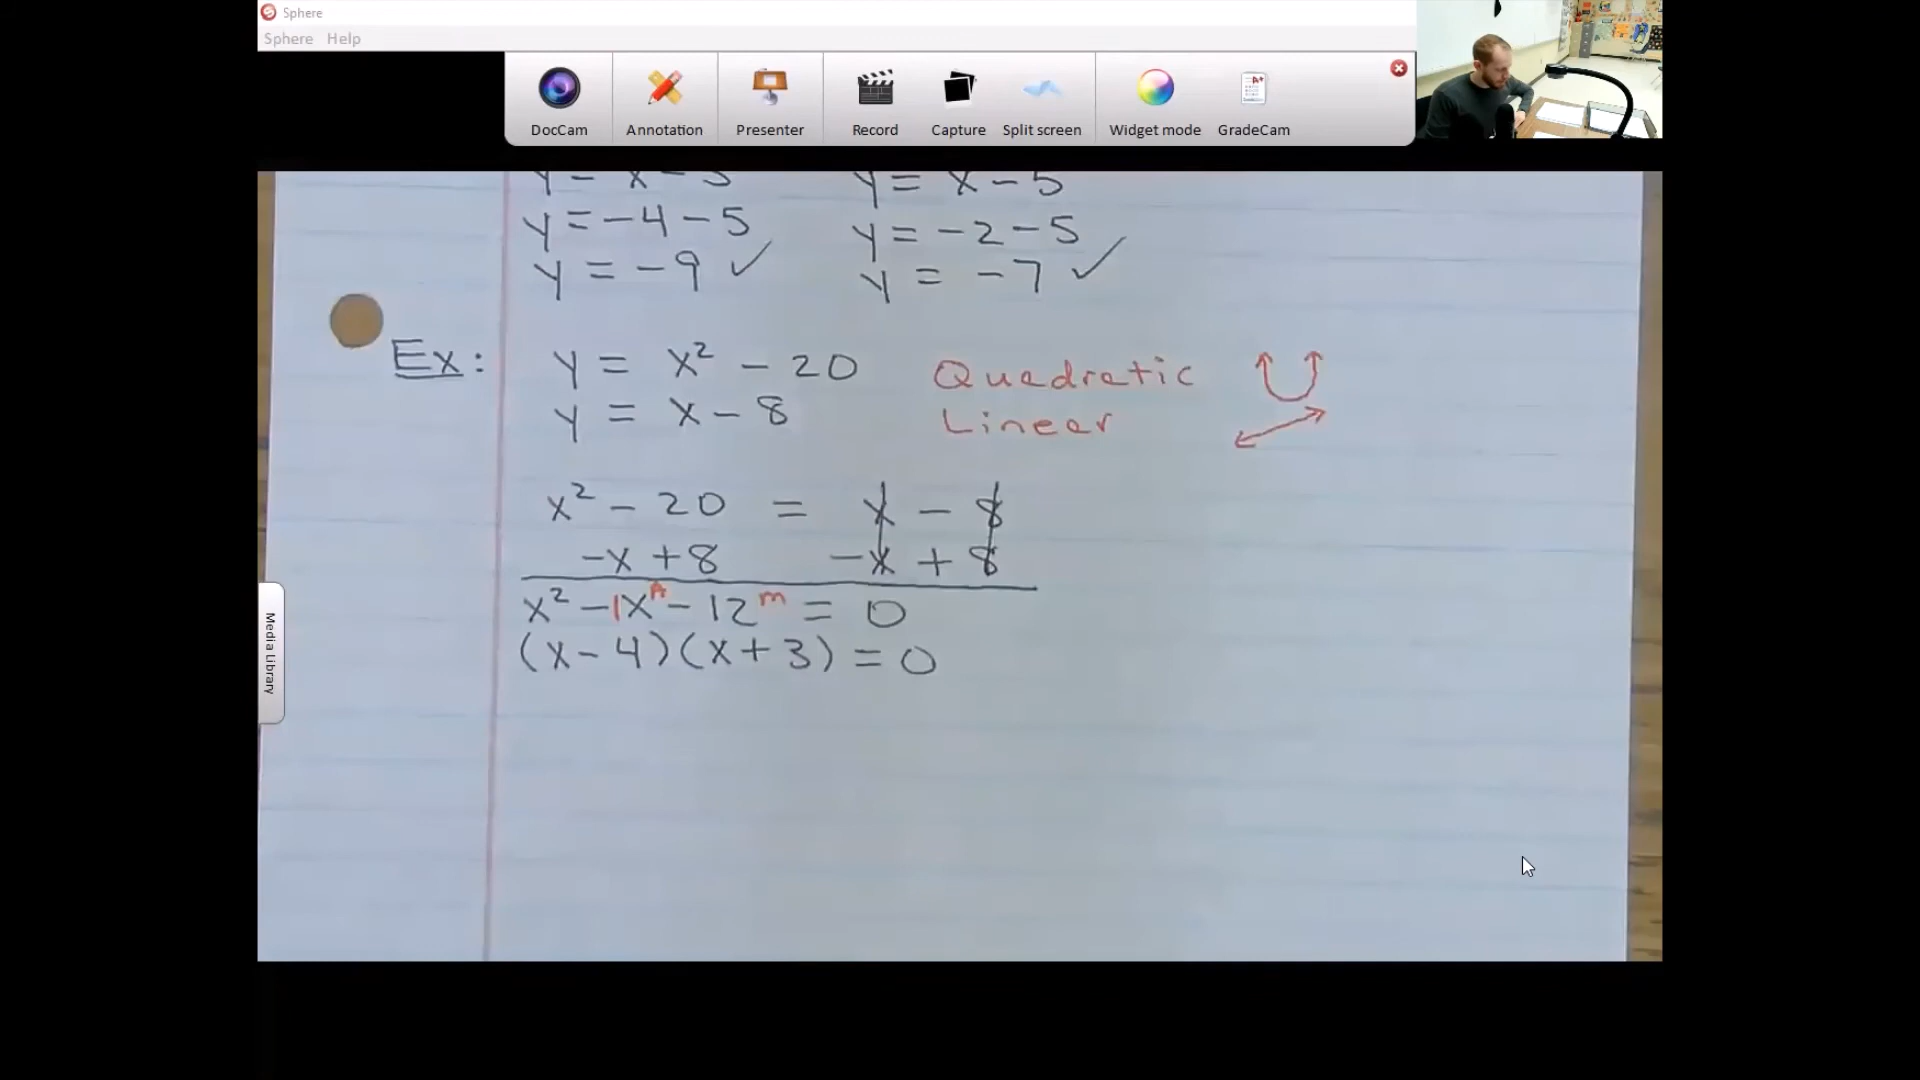 Sphere
Sphere Help
DocCam Annotation Presenter Record Capture Split screen Widget mode GradeCam
Media Library
y = x - 5 y = x - 5
y = -4 - 5 y = -2 - 5
y = -9 ✓ y = -7 ✓
Ex: y = x² - 20 Quadratic
y = x - 8 Linear
x² - 20 = x - 8
-x + 8 -x + 8
x² - 1x^A - 12^m = 0
(x - 4)(x + 3) = 0